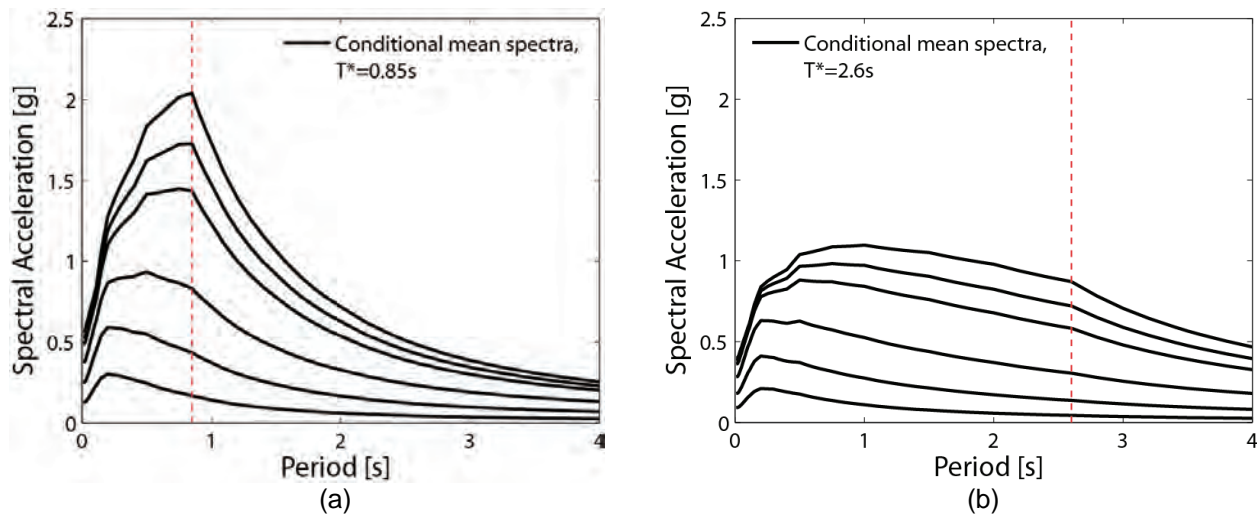 2.5
2
1.5
1
0.5
0
Spectral Acceleration [g]
Conditional mean spectra,
T*=0.85s
0 1 2 3 4
Period [s]
(a)
2.5
2
1.5
1
0.5
0
Spectral Acceleration [g]
Conditional mean spectra,
T*=2.6s
0 1 2 3 4
Period [s]
(b)